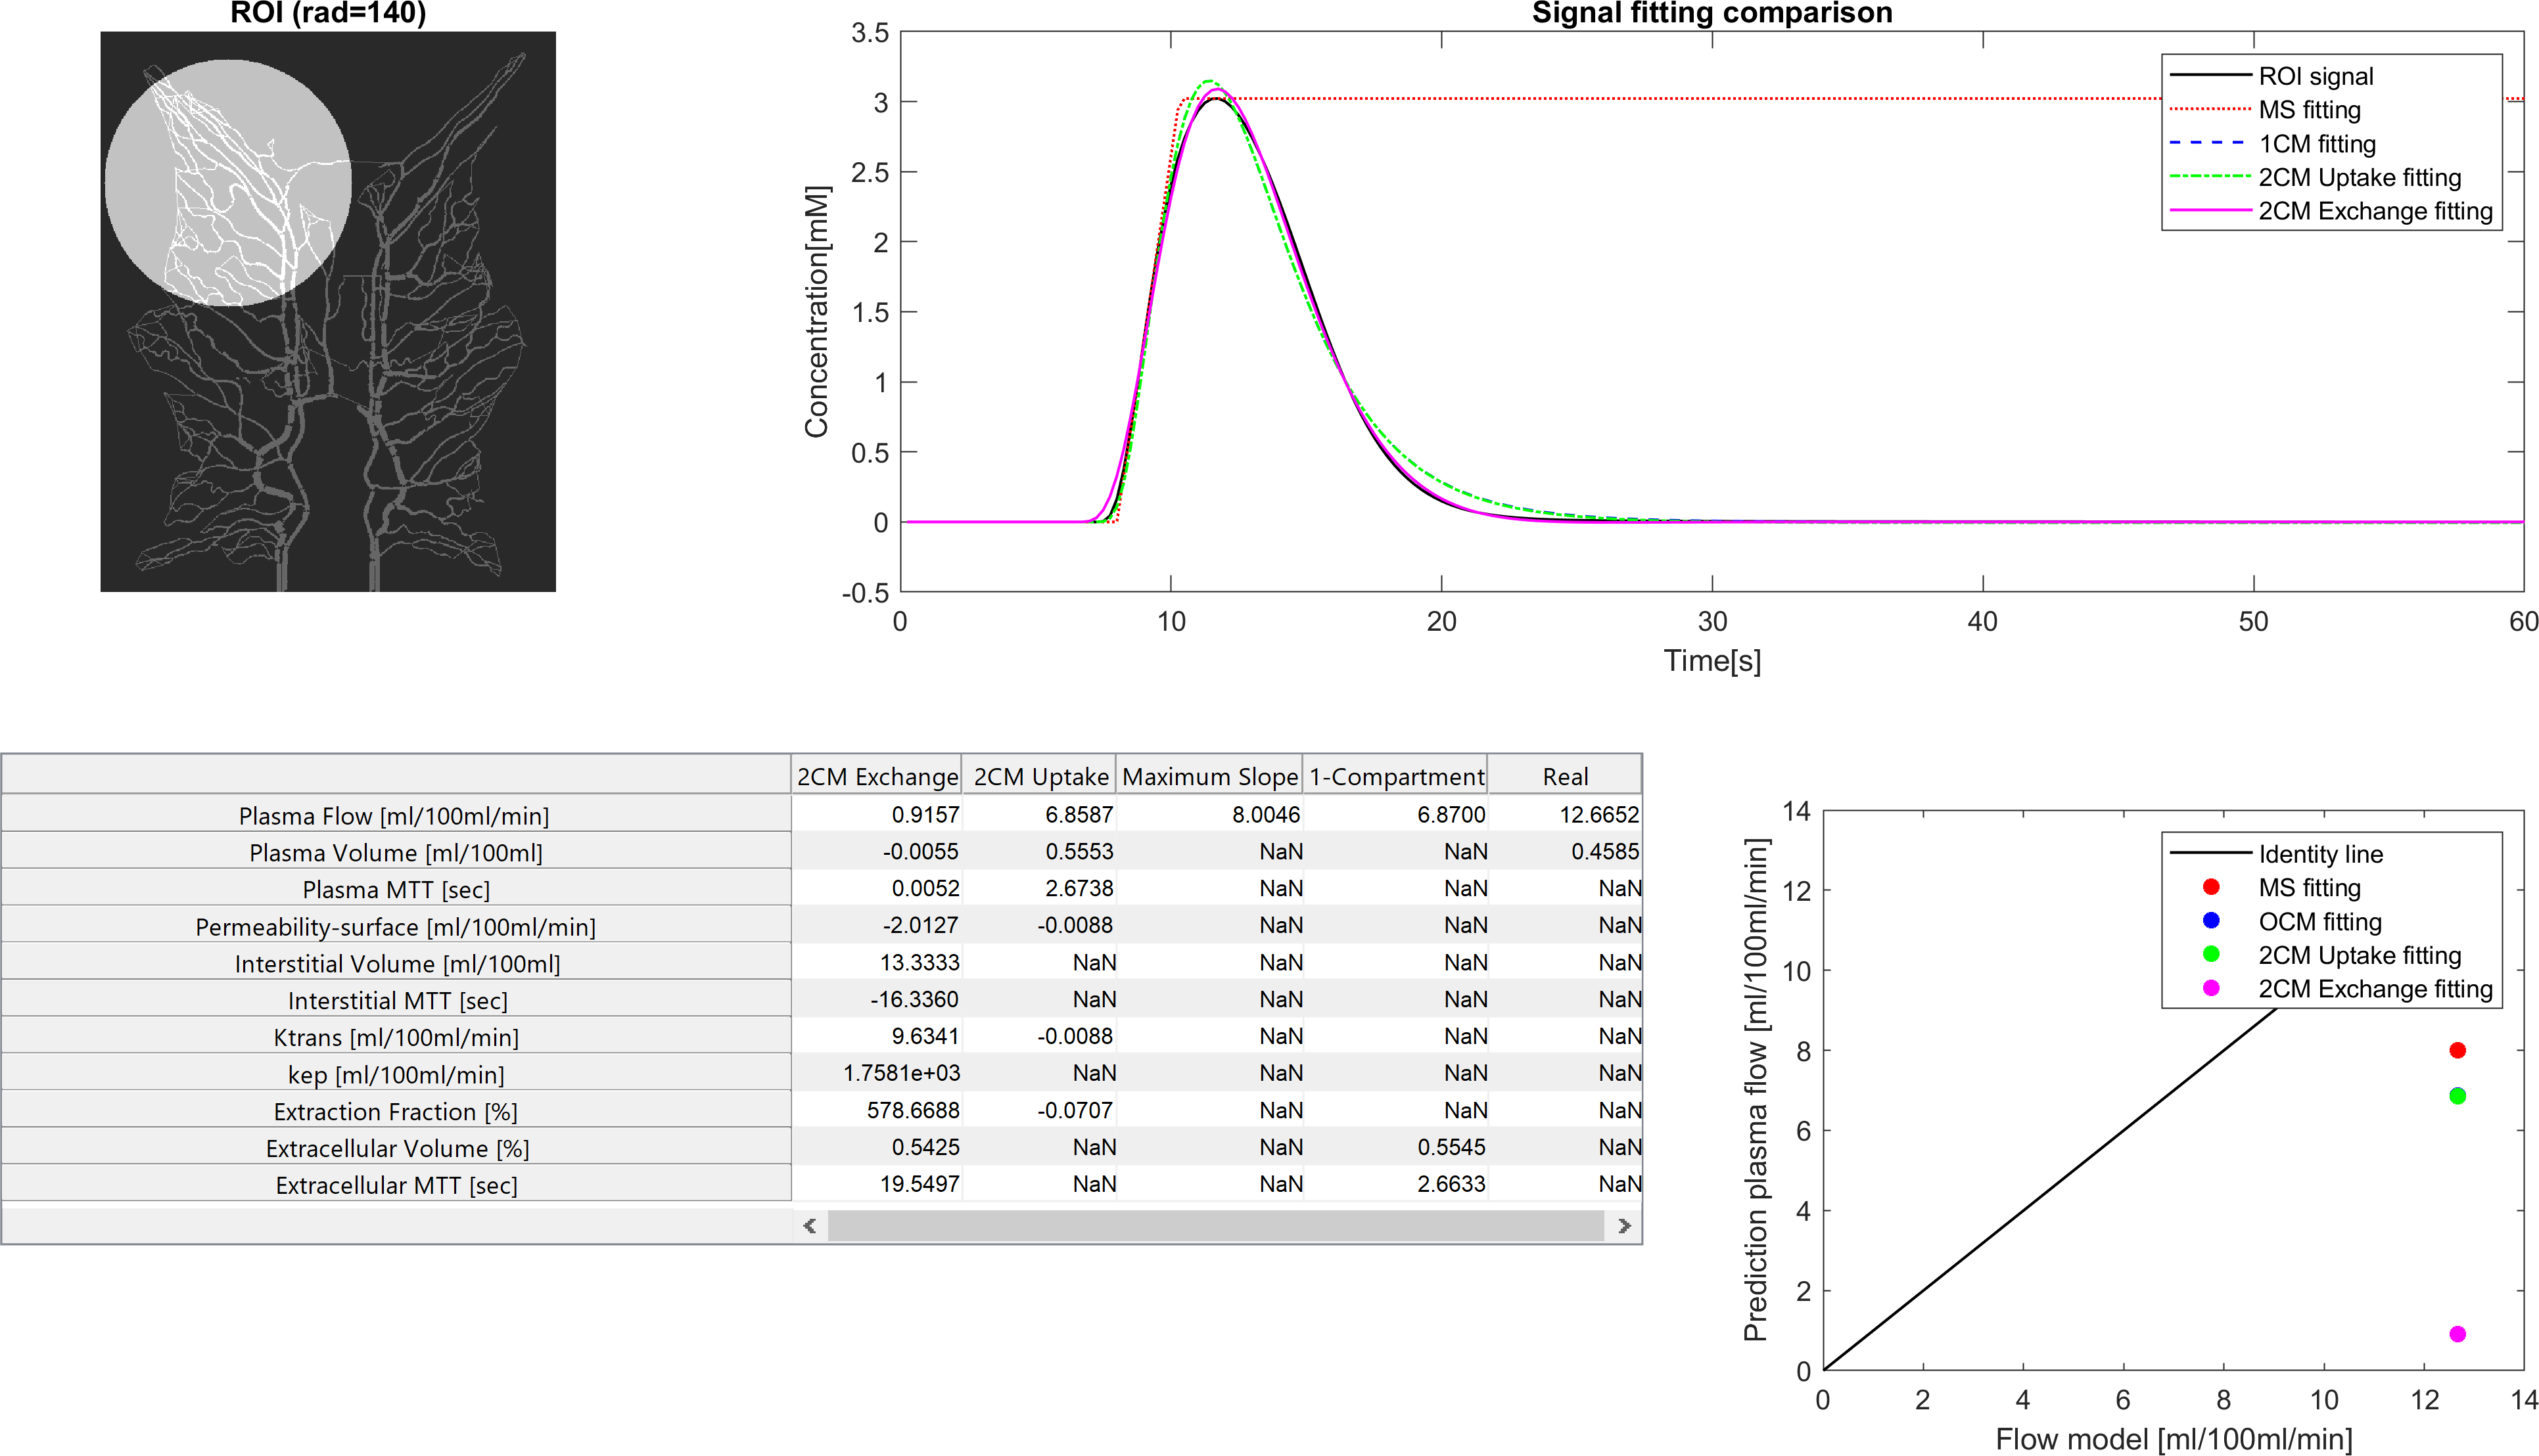 ROI (rad=140)
Signal fitting comparison
3.5
3
2.5
2
1.5
1
0.5
0
-0.5
Concentration[mM]
0 10 20 30 40 50 60
Time[s]
ROI signal
MS fitting
1CM fitting
2CM Uptake fitting
2CM Exchange fitting
2CM Exchange 2CM Uptake Maximum Slope 1-Compartment Real
Plasma Flow [ml/100ml/min] 0.9157 6.8587 8.0046 6.8700 12.6652
Plasma Volume [ml/100ml] -0.0055 0.5553 NaN NaN 0.4585
Plasma MTT [sec] 0.0052 2.6738 NaN NaN NaN
Permeability-surface [ml/100ml/min] -2.0127 -0.0088 NaN NaN NaN
Interstitial Volume [ml/100ml] 13.3333 NaN NaN NaN NaN
Interstitial MTT [sec] -16.3360 NaN NaN NaN NaN
Ktrans [ml/100ml/min] 9.6341 -0.0088 NaN NaN NaN
kep [ml/100ml/min] 1.7581e+03 NaN NaN NaN NaN
Extraction Fraction [%] 578.6688 -0.0707 NaN NaN NaN
Extracellular Volume [%] 0.5425 NaN NaN 0.5545 NaN
Extracellular MTT [sec] 19.5497 NaN NaN 2.6633 NaN
14
12
10
8
6
4
2
0
Prediction plasma flow [ml/100ml/min]
0 2 4 6 8 10 12 14
Flow model [ml/100ml/min]
Identity line
MS fitting
OCM fitting
2CM Uptake fitting
2CM Exchange fitting